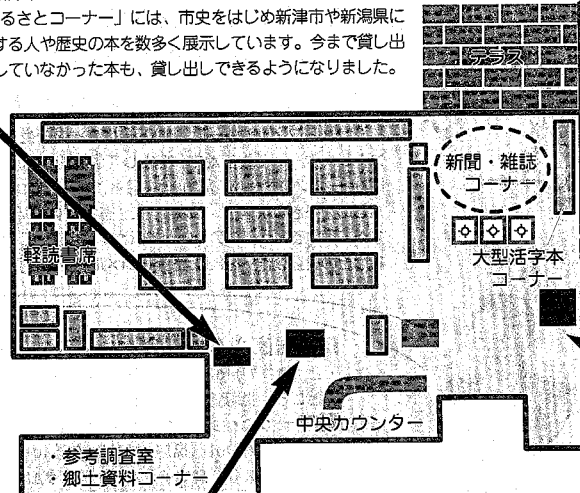 るさとコーナー」には、市史をはじめ新津市や新潟県に
する人や歴史の本を数多く展示しています。今まで貸し出
していなかった本も、貸し出しできるようになりました。
テラス
新聞・雑誌
コーナー
軽読書席
大型活字本
コーナー
中央カウンター
・参考調査室
・郷土資料コーナー